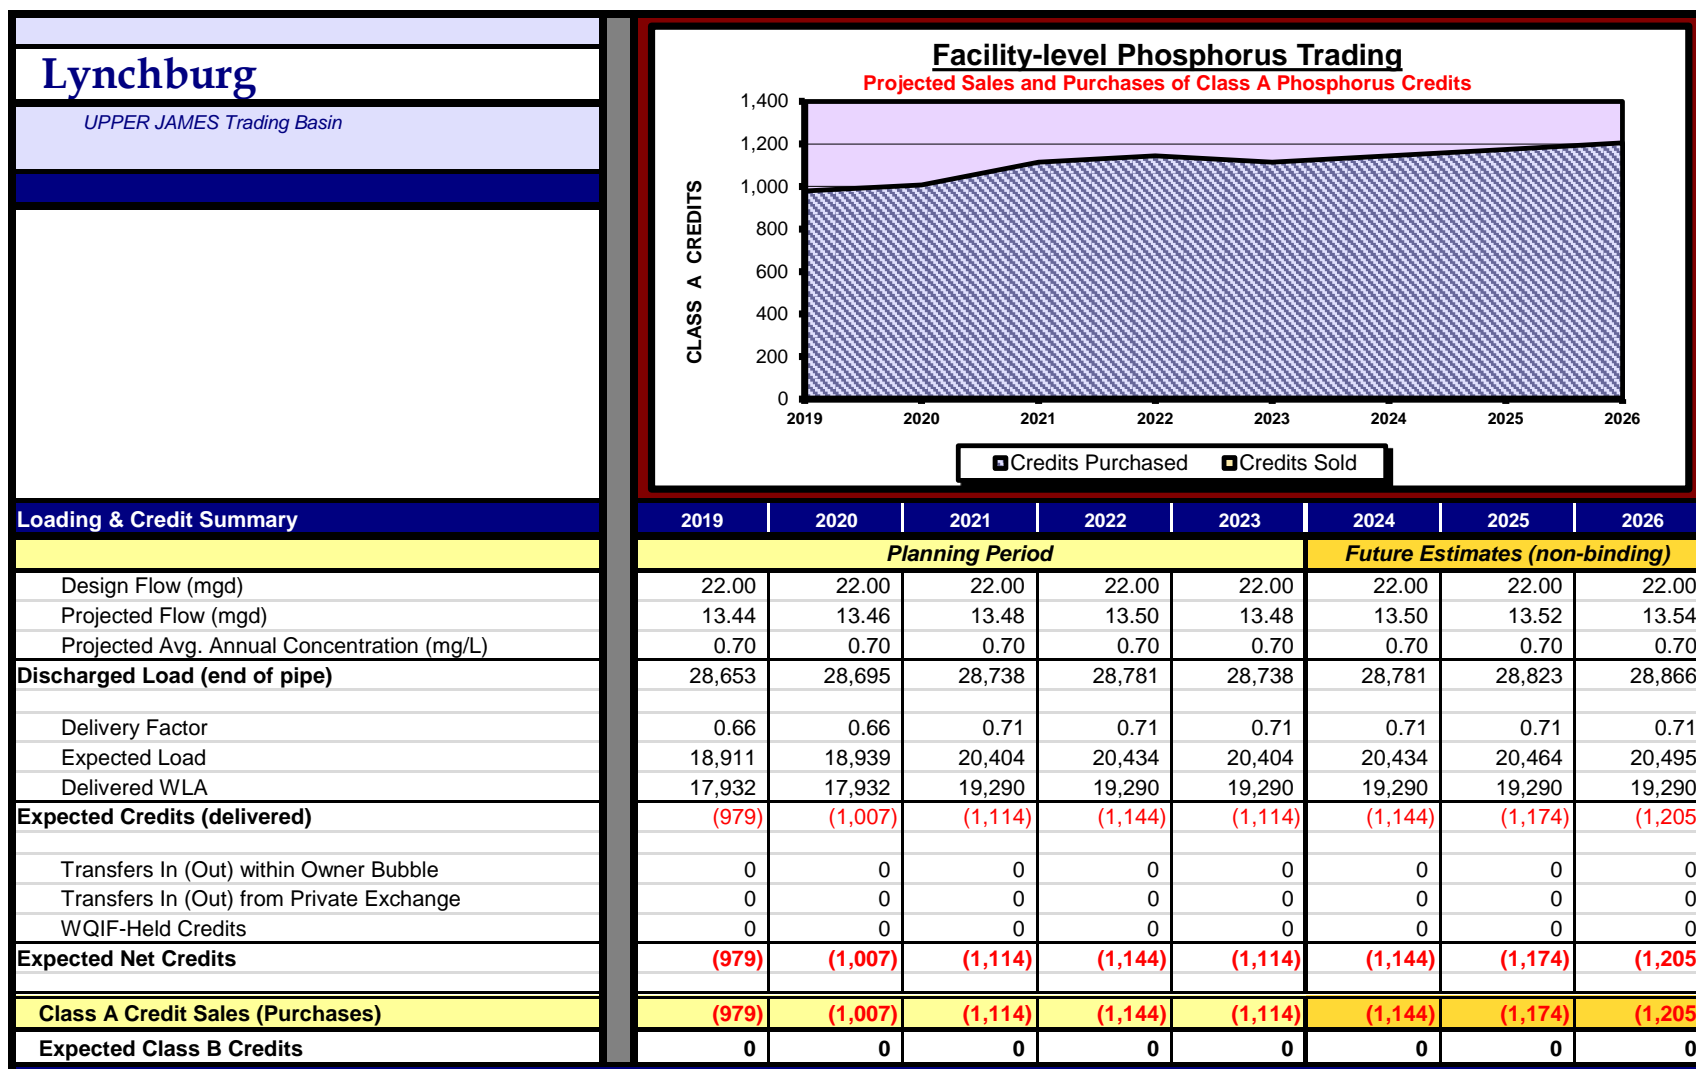 Lynchburg
UPPER JAMES Trading Basin
Facility-level Phosphorus Trading
Projected Sales and Purchases of Class A Phosphorus Credits
CLASS A CREDITS
1,400
1,200
1,000
800
600
400
200
0
2019 2020 2021 2022 2023 2024 2025 2026
Credits Purchased Credits Sold
Loading & Credit Summary 2019 2020 2021 2022 2023 2024 2025 2026
Planning Period Future Estimates (non-binding)
Design Flow (mgd) 22.00 22.00 22.00 22.00 22.00 22.00 22.00 22.00
Projected Flow (mgd) 13.44 13.46 13.48 13.50 13.48 13.50 13.52 13.54
Projected Avg. Annual Concentration (mg/L) 0.70 0.70 0.70 0.70 0.70 0.70 0.70 0.70
Discharged Load (end of pipe) 28,653 28,695 28,738 28,781 28,738 28,781 28,823 28,866
Delivery Factor 0.66 0.66 0.71 0.71 0.71 0.71 0.71 0.71
Expected Load 18,911 18,939 20,404 20,434 20,404 20,434 20,464 20,495
Delivered WLA 17,932 17,932 19,290 19,290 19,290 19,290 19,290 19,290
Expected Credits (delivered) (979) (1,007) (1,114) (1,144) (1,114) (1,144) (1,174) (1,205
Transfers In (Out) within Owner Bubble 0 0 0 0 0 0 0 0
Transfers In (Out) from Private Exchange 0 0 0 0 0 0 0 0
WQIF-Held Credits 0 0 0 0 0 0 0 0
Expected Net Credits (979) (1,007) (1,114) (1,144) (1,114) (1,144) (1,174) (1,205
Class A Credit Sales (Purchases) (979) (1,007) (1,114) (1,144) (1,114) (1,144) (1,174) (1,205
Expected Class B Credits 0 0 0 0 0 0 0 0